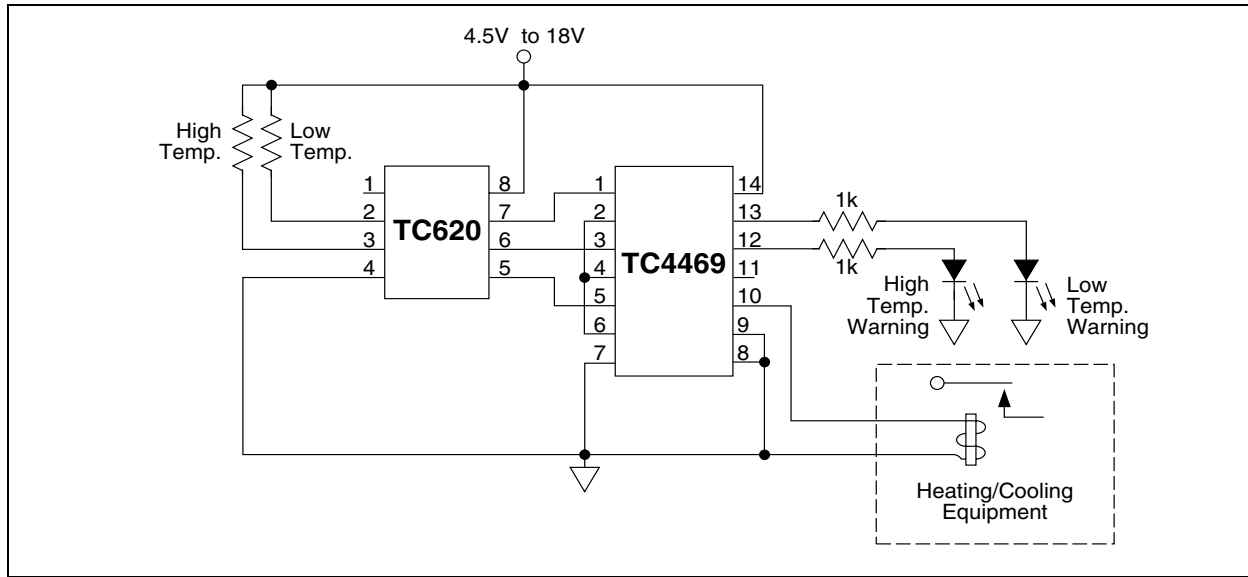 4.5V to 18V
High
Temp.
Low
Temp.
1
2
3
4
TC620
8
7
6
5
1
2
3
4
5
6
7
TC4469
14
13
12
11
10
9
8
1k
1k
High
Temp.
Warning
Low
Temp.
Warning
Heating/Cooling
Equipment